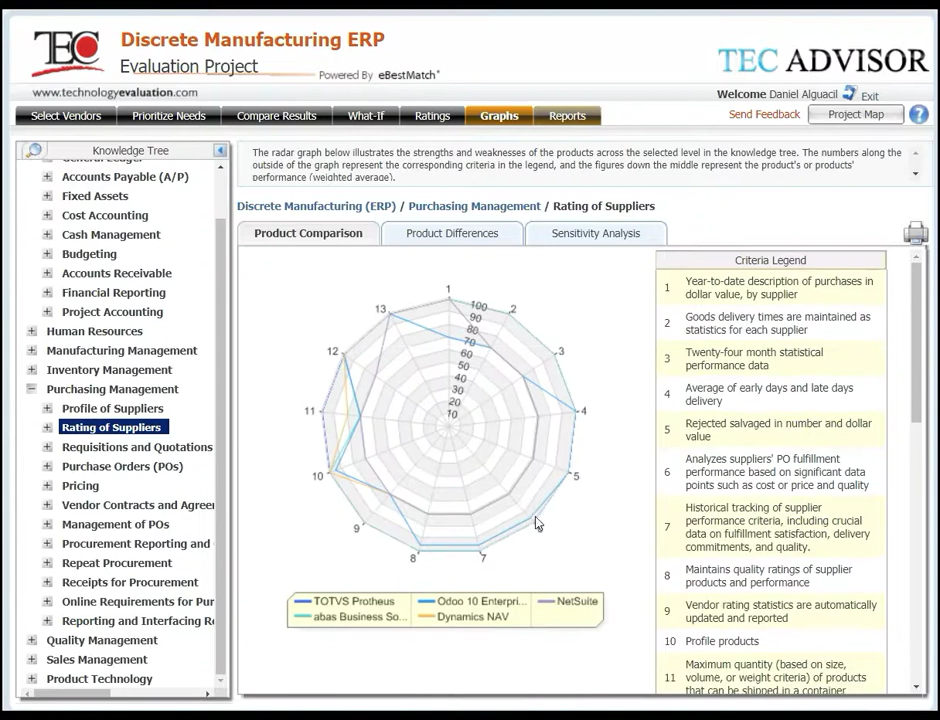 TEC
Discrete Manufacturing ERP
Evaluation Project
Powered By eBestMatch
www.technologyevaluation.com
TEC ADVISOR
Welcome Daniel Alguacil Exit
Send Feedback Project Map ?
Select Vendors Prioritize Needs Compare Results What-If Ratings Graphs Reports
Knowledge Tree
General Ledger
Accounts Payable (A/P)
Fixed Assets
Cost Accounting
Cash Management
Budgeting
Accounts Receivable
Financial Reporting
Project Accounting
Human Resources
Manufacturing Management
Inventory Management
Purchasing Management
Profile of Suppliers
Rating of Suppliers
Requisitions and Quotations
Purchase Orders (POs)
Pricing
Vendor Contracts and Agree
Management of POs
Procurement Reporting and
Repeat Procurement
Receipts for Procurement
Online Requirements for Pur
Reporting and Interfacing Re
Quality Management
Sales Management
Product Technology
The radar graph below illustrates the strengths and weaknesses of the products across the selected level in the knowledge tree. The numbers along the
outside of the graph represent the corresponding criteria in the legend, and the figures down the middle represent the product's or products'
performance (weighted average).
Discrete Manufacturing (ERP) / Purchasing Management / Rating of Suppliers
Product Comparison Product Differences Sensitivity Analysis
1
2
3
4
5
6
7
8
9
10
11
12
13
100
90
80
70
60
50
40
30
20
10
TOTVS Protheus Odoo 10 Enterpri... NetSuite
abas Business So... Dynamics NAV
Criteria Legend
1 Year-to-date description of purchases in
dollar value, by supplier
2 Goods delivery times are maintained as
statistics for each supplier
3 Twenty-four month statistical
performance data
4 Average of early days and late days
delivery
5 Rejected salvaged in number and dollar
value
6 Analyzes suppliers' PO fulfillment
performance based on significant data
points such as cost or price and quality
7 Historical tracking of supplier
performance criteria, including crucial
data on fulfillment satisfaction, delivery
commitments, and quality.
8 Maintains quality ratings of supplier
products and performance
9 Vendor rating statistics are automatically
updated and reported
10 Profile products
11 Maximum quantity (based on size,
volume, or weight criteria) of products
that can be shipped in a container